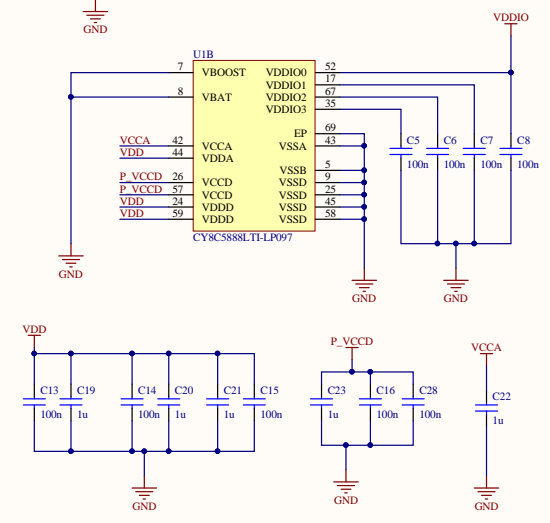 GND
VDDIO
U1B
7 VBOOST VDDIO0 52
VDDIO1 17
8 VBAT VDDIO2 67
VDDIO3 35
EP 69
VCCA 42 VCCA VSSA 43
VDD 44 VDDA
VSSB 5
P_VCCD 26 VCCD VSSD 9
P_VCCD 57 VCCD VSSD 25
VDD 24 VDDD VSSD 45
VDD 59 VDDD VSSD 58
CY8C5888LTI-LP097
C5 C6 C7 C8
100n 100n 100n 100n
GND GND GND
VDD P_VCCD VCCA
C13 C19 C14 C20 C21 C15 C23 C16 C28 C22
100n 1u 100n 1u 1u 100n 1u 100n 100n 1u
GND GND GND